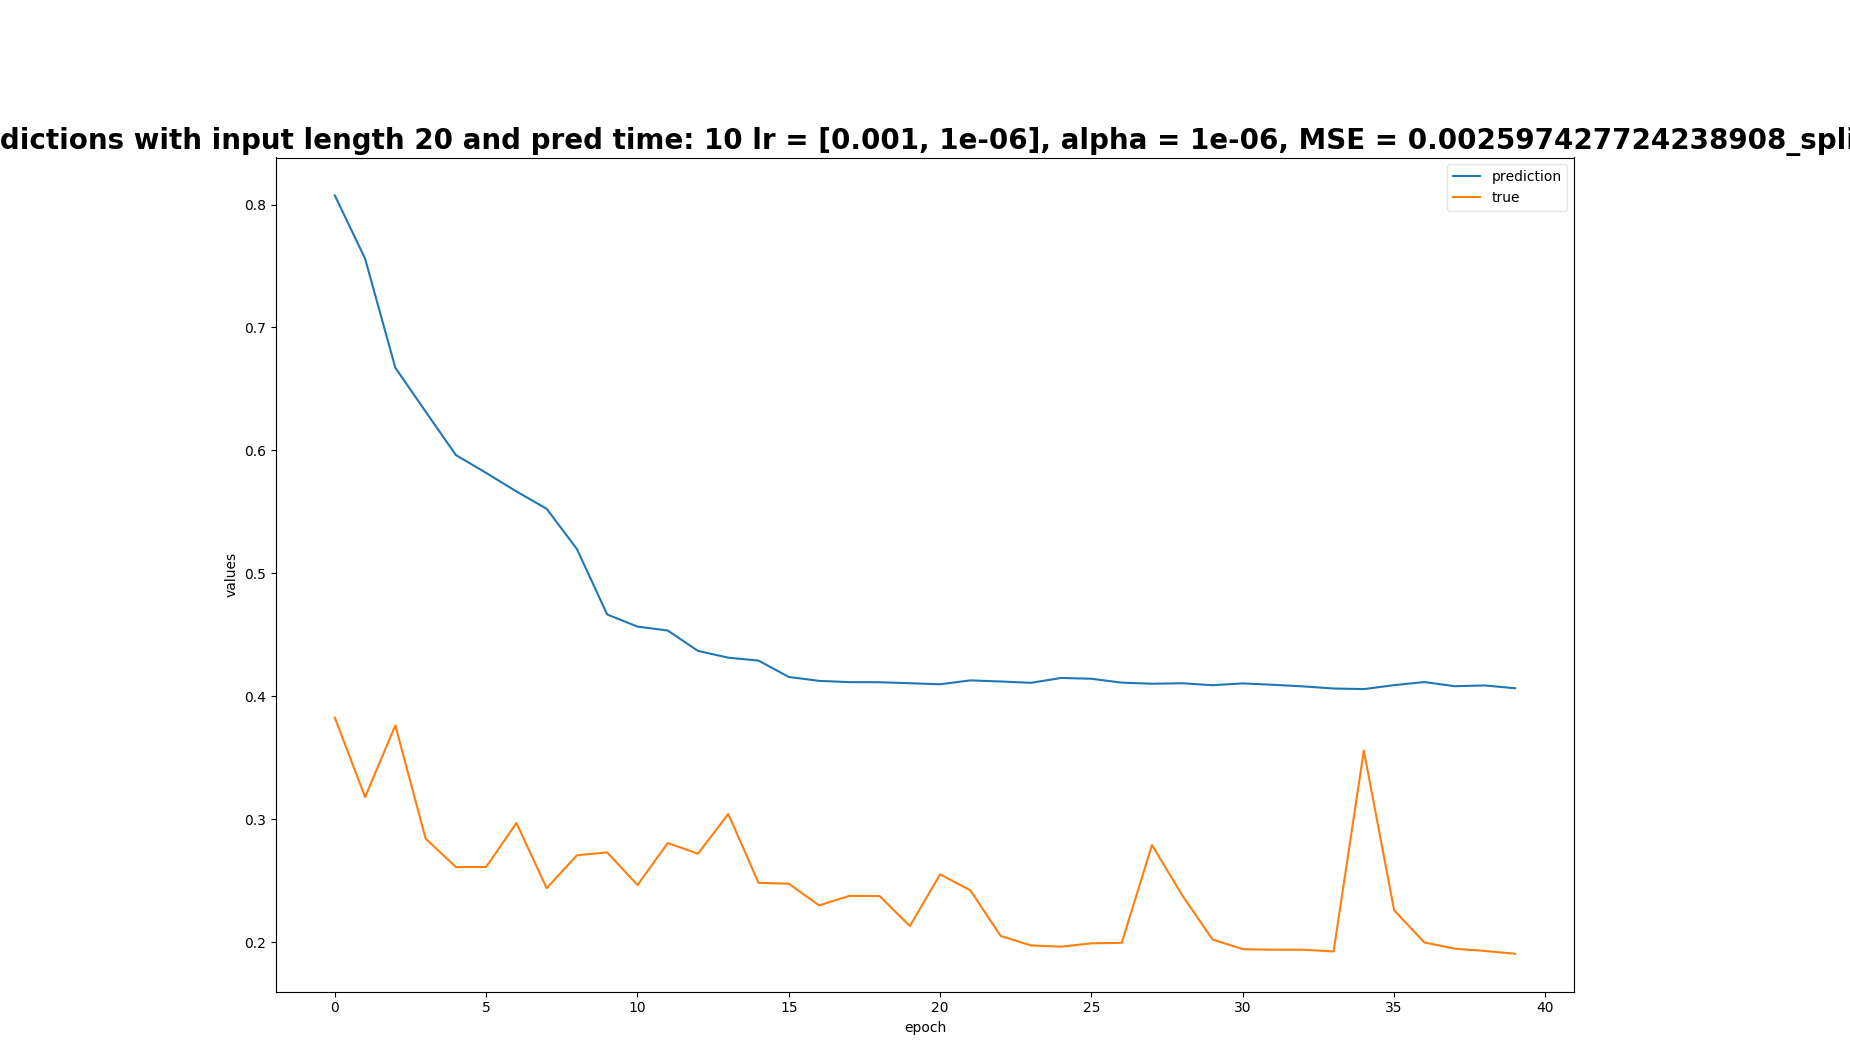 dictions with input length 20 and pred time: 10 lr = [0.001, 1e-06], alpha = 1e-06, MSE = 0.002597427724238908_spli
prediction
true
0.8
0.7
0.6
0.5
0.4
0.3
0.2
values
0 5 10 15 20 25 30 35 40
epoch